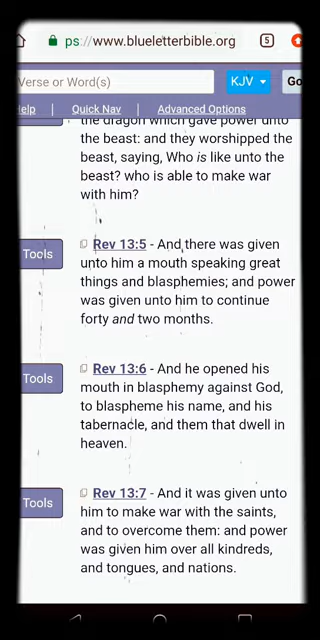 ps://www.blueletterbible.org 5
Verse or Word(s) KJV Go
Help | Quick Nav | Advanced Options
the dragon which gave power unto
the beast: and they worshipped the
beast, saying, Who is like unto the
beast? who is able to make war
with him?
Tools
Rev 13:5 - And there was given
unto him a mouth speaking great
things and blasphemies; and power
was given unto him to continue
forty and two months.
Tools
Rev 13:6 - And he opened his
mouth in blasphemy against God,
to blaspheme his name, and his
tabernacle, and them that dwell in
heaven.
Tools
Rev 13:7 - And it was given unto
him to make war with the saints,
and to overcome them: and power
was given him over all kindreds,
and tongues, and nations.